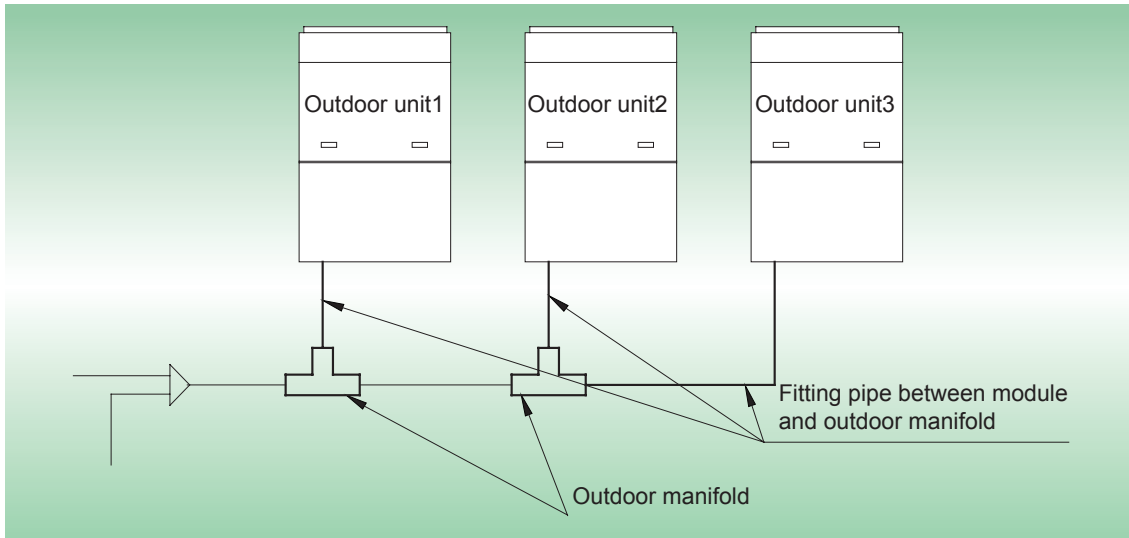 Outdoor unit1
Outdoor unit2
Outdoor unit3
Fitting pipe between module
and outdoor manifold
Outdoor manifold